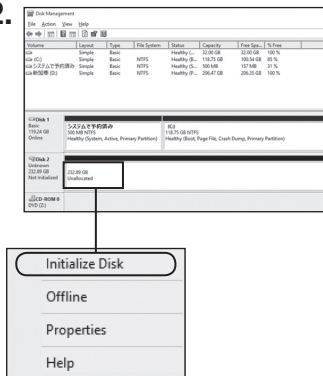 2.
Disk Management
File Action View Help
Volume Layout Type File System Status Capacity Free Spa... % Free
Simple Basic Healthy (... 32.00 GB 32.00 GB 100 %
(C:) Simple Basic NTFS Healthy (B... 118.75 GB 100.54 GB 85 %
システムで予約済み Simple Basic NTFS Healthy (S... 500 MB 157 MB 31 %
新加卷 (D:) Simple Basic NTFS Healthy (P... 206.47 GB 206.35 GB 100 %
Disk 1
Basic
119.24 GB
Online
システムで予約済み
500 MB NTFS
Healthy (System, Active, Primary Partition)
(C:)
118.75 GB NTFS
Healthy (Boot, Page File, Crash Dump, Primary Partition)
Disk 2
Unknown
232.89 GB
Not Initialized
232.89 GB
Unallocated
CD-ROM 0
DVD (Z:)
Initialize Disk
Offline
Properties
Help